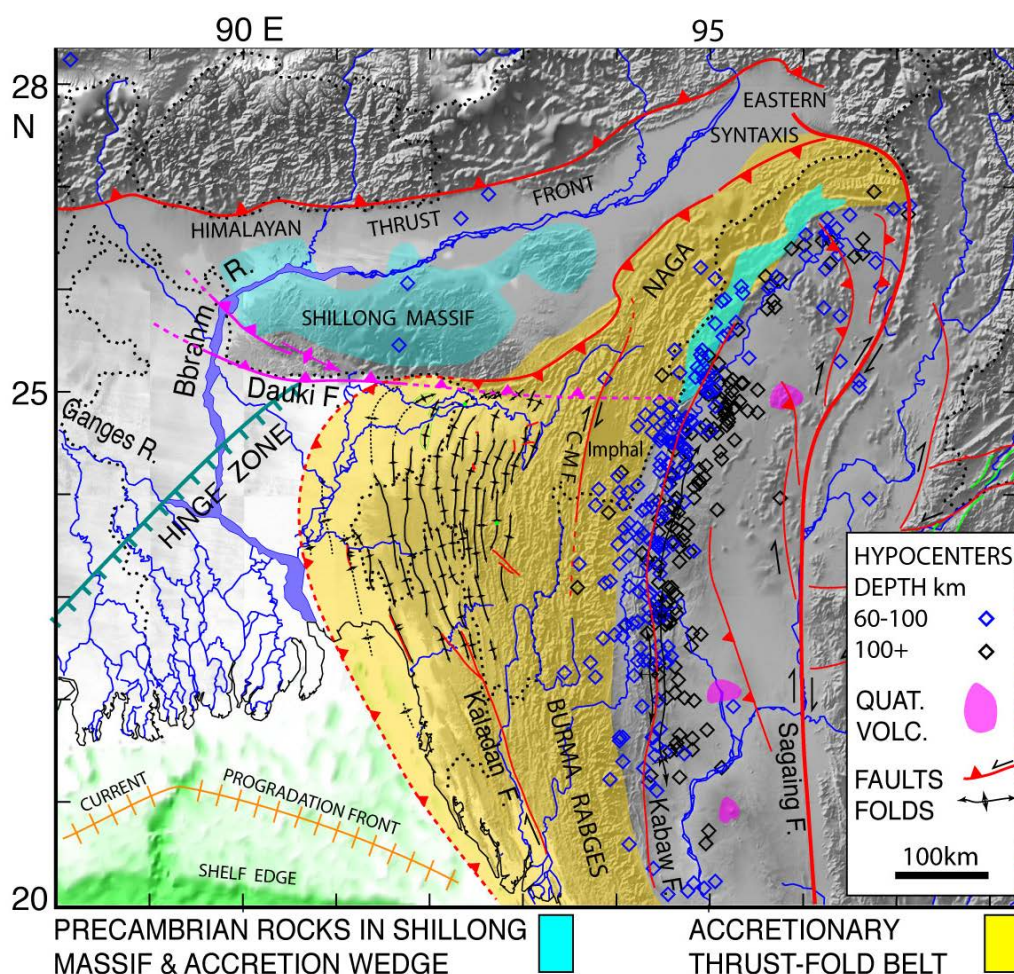 90 E
95
28
N
EASTERN
SYNTAXIS
HIMALAYAN
THRUST
FRONT
Bbrahm
R.
SHILLONG MASSIF
NAGA
25
Dauki F.
Ganges R.
HINGE ZONE
CMF
Imphal
HYPOCENTERS
DEPTH km
60-100
100+
QUAT.
VOLC.
FAULTS
FOLDS
100km
Kaladan F.
BURMA RABGES
Kabaw F.
Sagaing F.
CURRENT
PROGRADATION FRONT
SHELF EDGE
20
PRECAMBRIAN ROCKS IN SHILLONG
MASSIF & ACCRETION WEDGE
ACCRETIONARY
THRUST-FOLD BELT